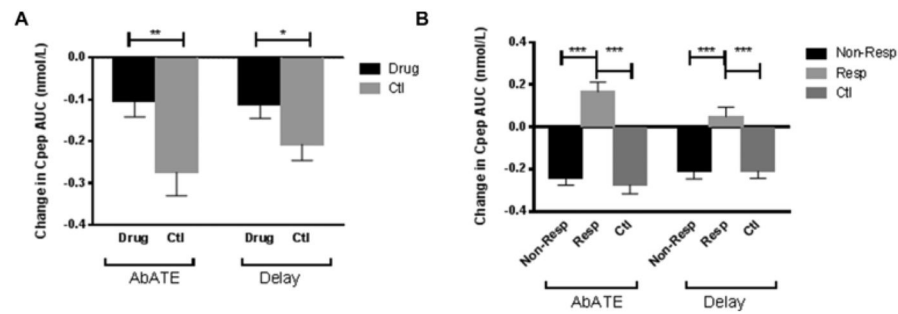 A
Change in Cpep AUC (nmol/L)
0.0
-0.1
-0.2
-0.3
-0.4
**
*
Drug
Ctl
Drug Ctl Drug Ctl
AbATE Delay
B
Change in Cpep AUC (nmol/L)
0.4
0.2
0.0
-0.2
-0.4
*** *** *** ***
Non-Resp
Resp
Ctl
Non-Resp Resp Ctl Non-Resp Resp Ctl
AbATE Delay